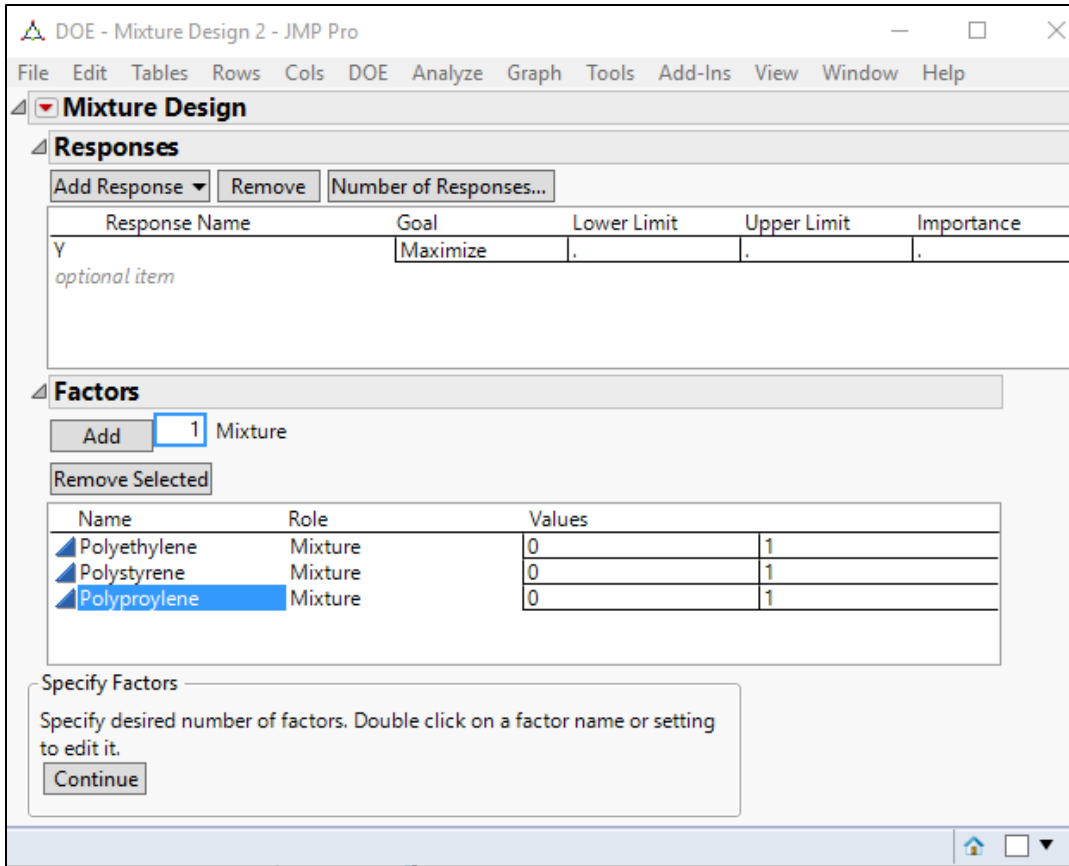 DOE - Mixture Design 2 - JMP Pro
File Edit Tables Rows Cols DOE Analyze Graph Tools Add-Ins View Window Help
Mixture Design
Responses
Add Response Remove Number of Responses...
Response Name Goal Lower Limit Upper Limit Importance
Y Maximize . . .
optional item
Factors
Add 1 Mixture
Remove Selected
Name Role Values
Polyethylene Mixture 0 1
Polystyrene Mixture 0 1
Polyproylene Mixture 0 1
Specify Factors
Specify desired number of factors. Double click on a factor name or setting
to edit it.
Continue